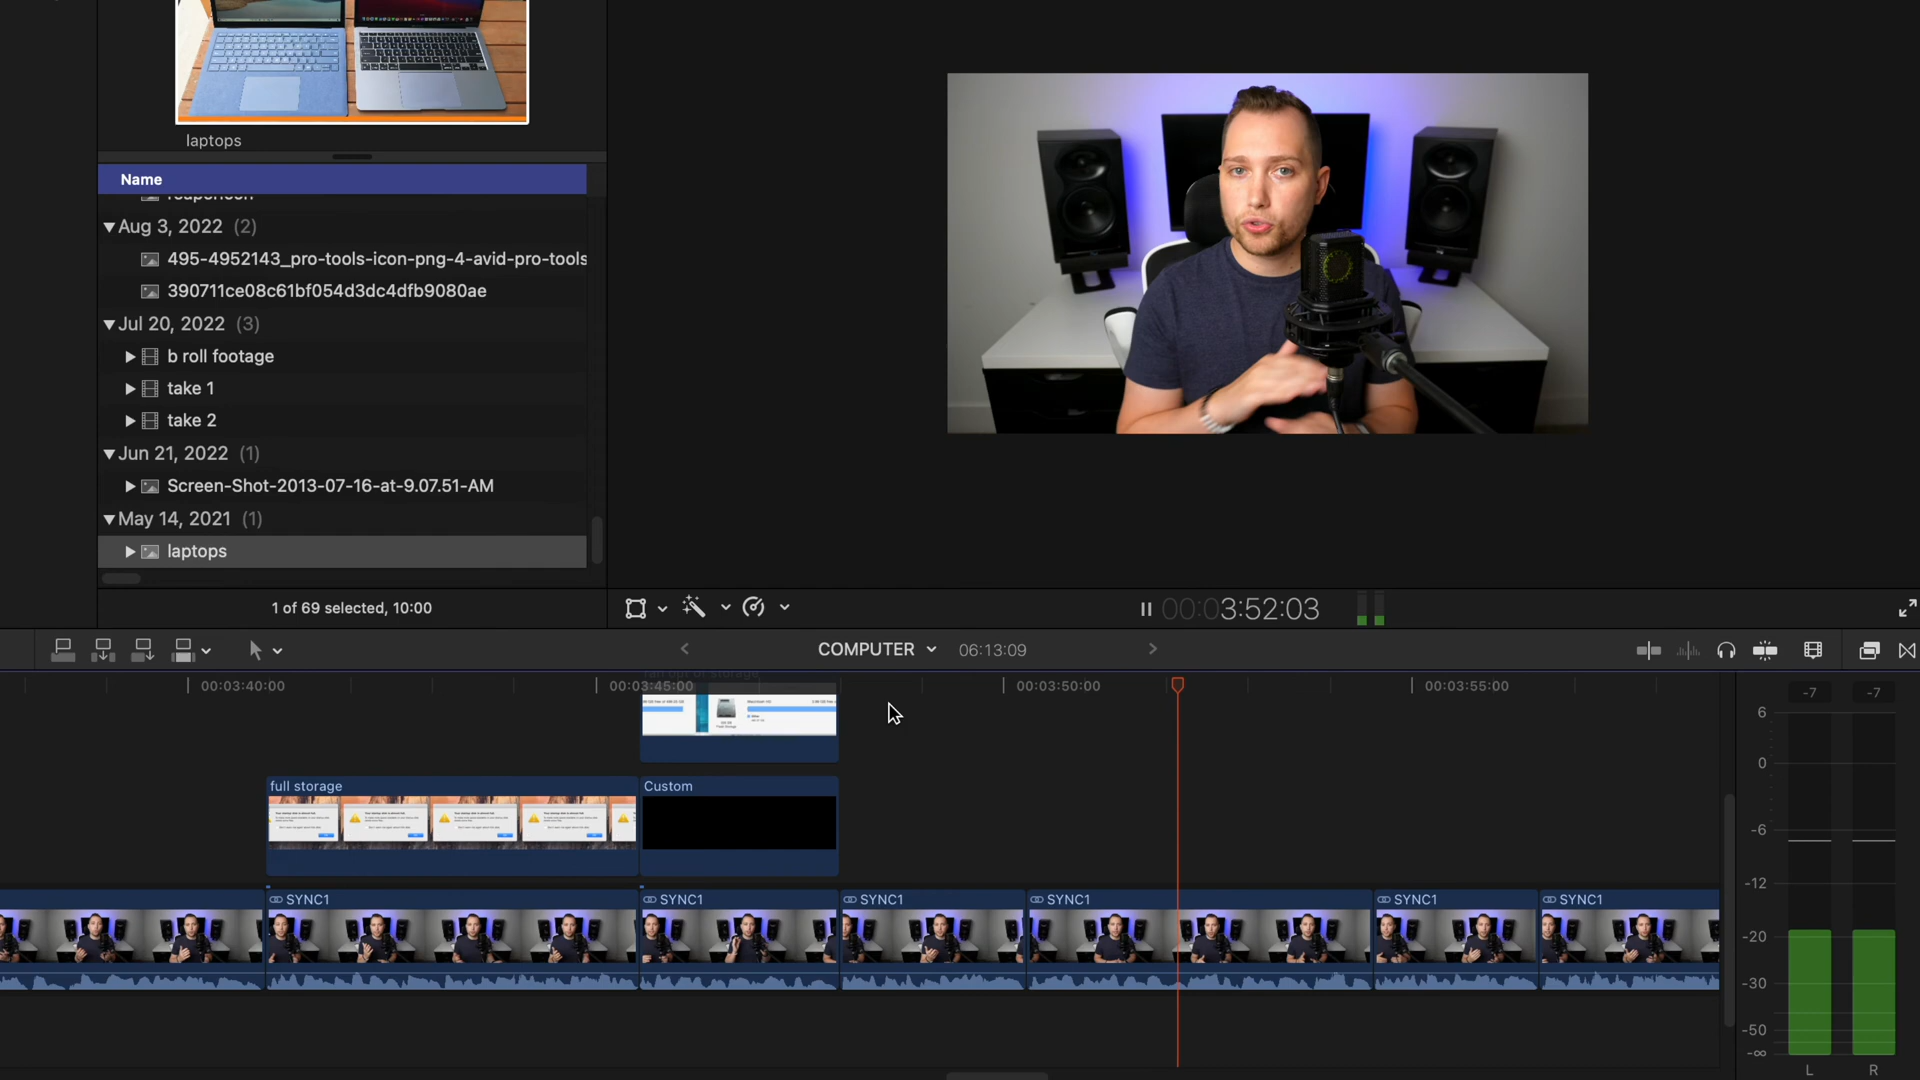 laptops
Name
Aug 3, 2022 (2)
495-4952143_pro-tools-icon-png-4-avid-pro-tools
390711ce08c61bf054d3dc4dfb9080ae
Jul 20, 2022 (3)
b roll footage
take 1
take 2
Jun 21, 2022 (1)
Screen-Shot-2013-07-16-at-9.07.51-AM
May 14, 2021 (1)
laptops
1 of 69 selected, 10:00
00:03:52:03
COMPUTER
06:13:09
00:03:40:00
00:03:45:00
00:03:50:00
00:03:55:00
-7 -7
6
0
-6
-12
-20
-30
-50
-∞
L R
full storage
Custom
SYNC1
SYNC1
SYNC1
SYNC1
SYNC1
SYNC1